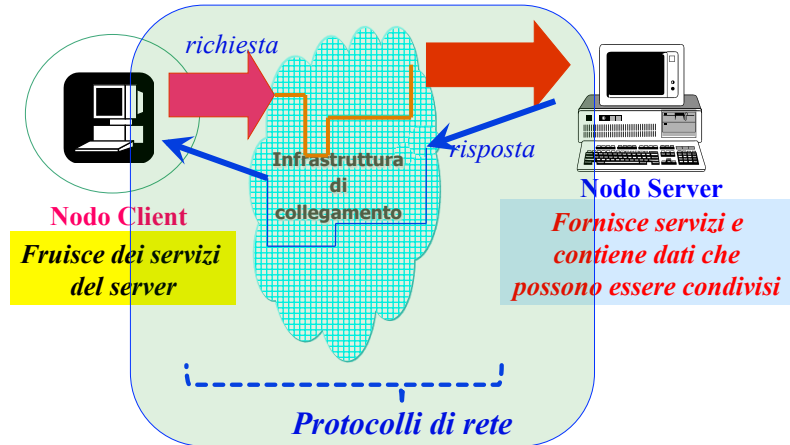 richiesta
Infrastruttura
di
collegamento
risposta
Nodo Client
Fruisce dei servizi
del server
Nodo Server
Fornisce servizi e
contiene dati che
possono essere condivisi
Protocolli di rete